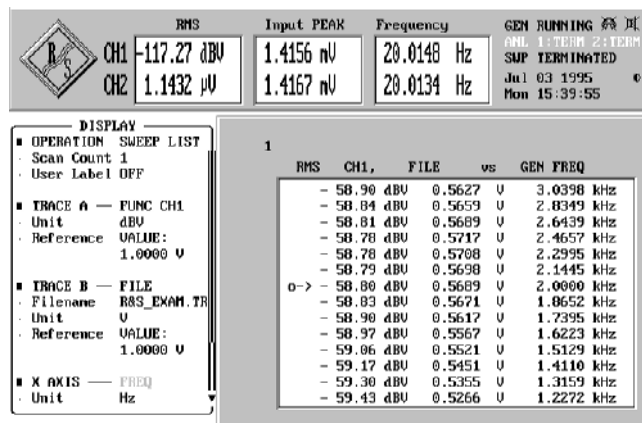 RMS Input PEAK Frequency
CH1 -117.27 dBV 1.4156 mV 20.0148 Hz
CH2 1.1432 µV 1.4167 mV 20.0134 Hz
GEN RUNNING
ANL 1:TERM 2:TERM
SWP TERMINATED
Jul 03 1995
Mon 15:39:55
R S
DISPLAY
OPERATION SWEEP LIST
Scan Count 1
User Label OFF
TRACE A — FUNC CH1
Unit dBV
Reference VALUE:
1.0000 V
TRACE B — FILE
Filename R&S_EXAM.TR
Unit V
Reference VALUE:
1.0000 V
X AXIS — FREQ
Unit Hz
1
RMS CH1, FILE vs GEN FREQ
- 58.90 dBV 0.5627 V 3.0398 kHz
- 58.84 dBV 0.5659 V 2.8349 kHz
- 58.81 dBV 0.5689 V 2.6439 kHz
- 58.78 dBV 0.5717 V 2.4657 kHz
- 58.78 dBV 0.5708 V 2.2995 kHz
- 58.79 dBV 0.5698 V 2.1445 kHz
o-> - 58.80 dBV 0.5689 V 2.0000 kHz
- 58.83 dBV 0.5671 V 1.8652 kHz
- 58.90 dBV 0.5617 V 1.7395 kHz
- 58.97 dBV 0.5567 V 1.6223 kHz
- 59.06 dBV 0.5521 V 1.5129 kHz
- 59.17 dBV 0.5451 V 1.4110 kHz
- 59.30 dBV 0.5355 V 1.3159 kHz
- 59.43 dBV 0.5266 V 1.2272 kHz